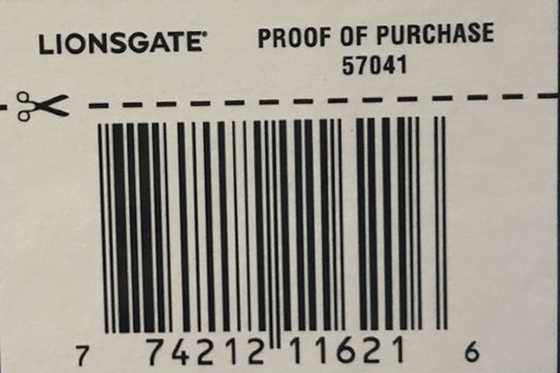 LIONSGATE®
PROOF OF PURCHASE
57041
7 74212 11621 6